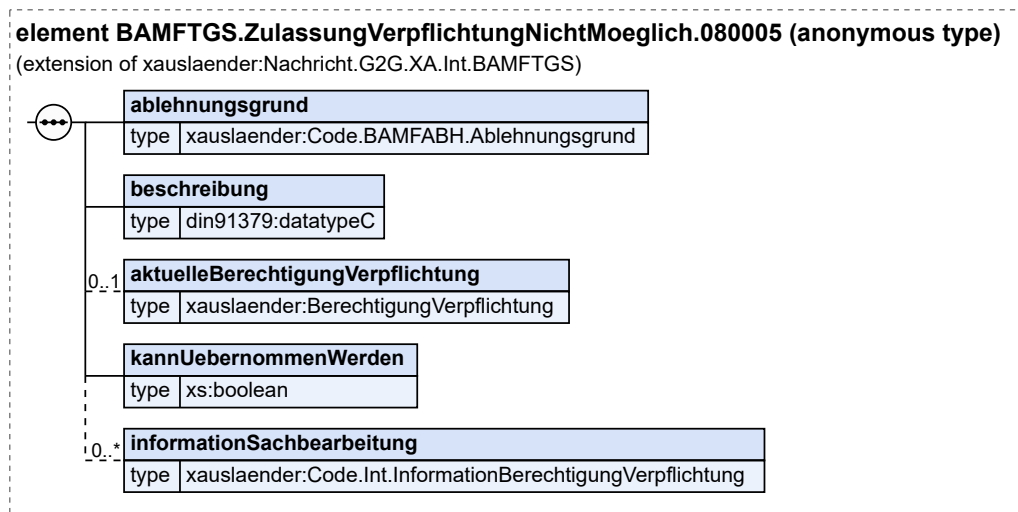 element BAMFTGS.ZulassungVerpflichtungNichtMoeglich.080005 (anonymous type)
(extension of xauslaender:Nachricht.G2G.XA.Int.BAMFTGS)
ablehnungsgrund
type xauslaender:Code.BAMFABH.Ablehnungsgrund
beschreibung
type din91379:datatypeC
0..1 aktuelleBerechtigungVerpflichtung
type xauslaender:BerechtigungVerpflichtung
kannUebernommenWerden
type xs:boolean
0..* informationSachbearbeitung
type xauslaender:Code.Int.InformationBerechtigungVerpflichtung